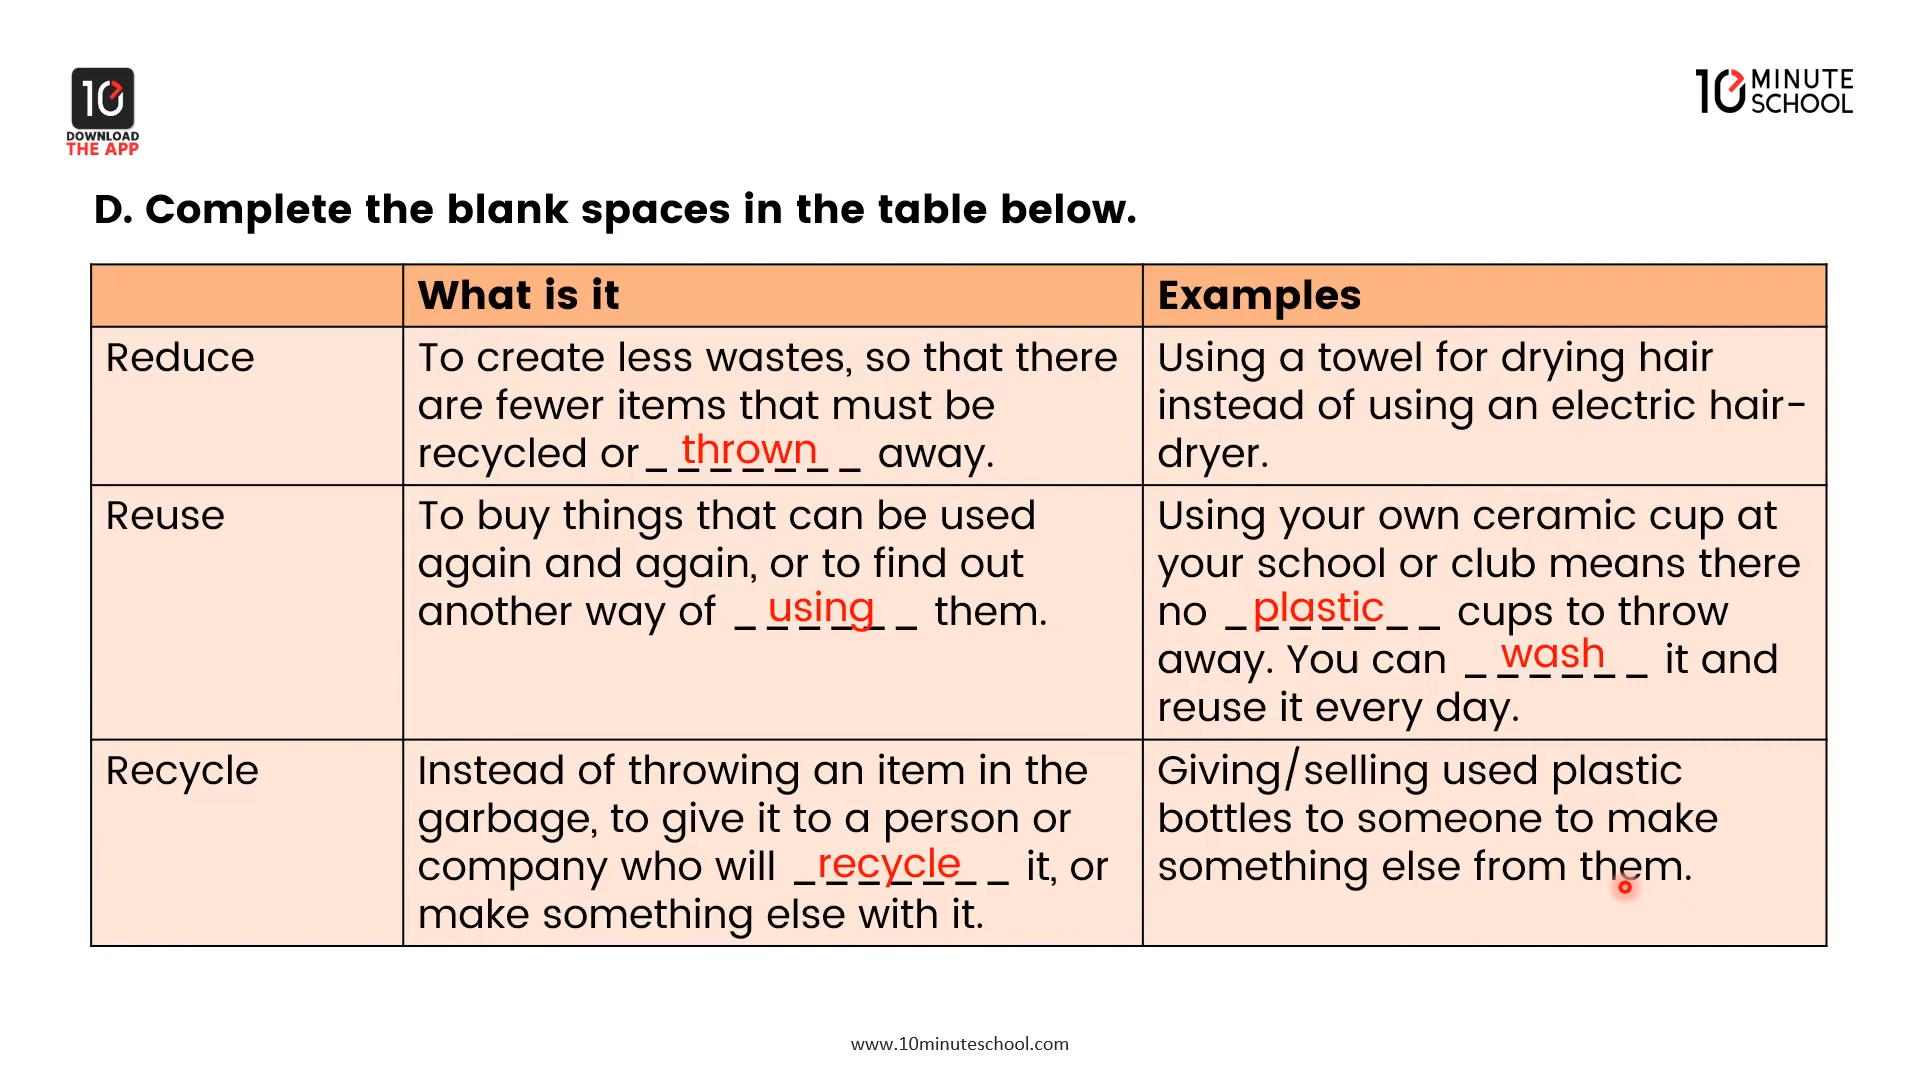 10
DOWNLOAD
THE APP
10 MINUTE
SCHOOL
D. Complete the blank spaces in the table below.
What is it
Examples
Reduce
To create less wastes, so that there
are fewer items that must be
recycled or_ thrown _ away.
Using a towel for drying hair
instead of using an electric hair-
dryer.
Reuse
To buy things that can be used
again and again, or to find out
another way of _ using _ them.
Using your own ceramic cup at
your school or club means there
no _ plastic _ cups to throw
away. You can _ wash _ it and
reuse it every day.
Recycle
Instead of throwing an item in the
garbage, to give it to a person or
company who will _ recycle _ it, or
make something else with it.
Giving/selling used plastic
bottles to someone to make
something else from them.
www.10minuteschool.com